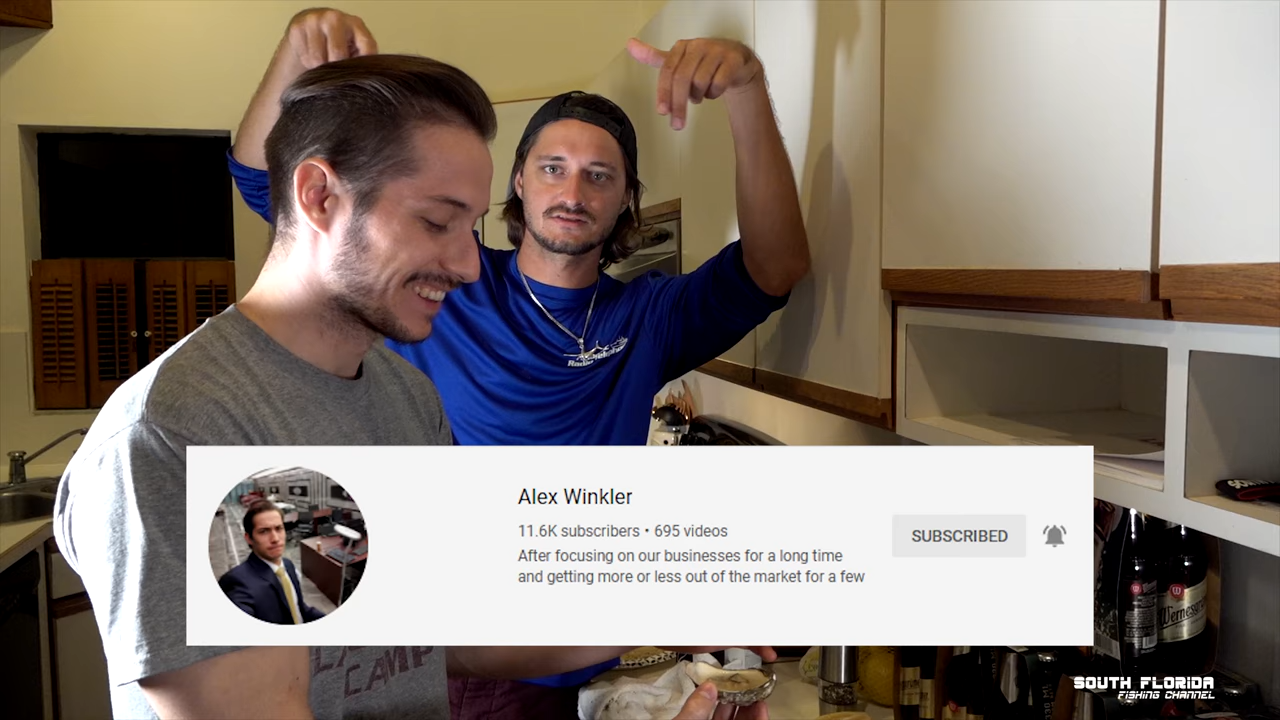 Alex Winkler
11.6K subscribers • 695 videos
After focusing on our businesses for a long time
and getting more or less out of the market for a few
SUBSCRIBED
CAMP
SOUTH FLORIDA
FISHING CHANNEL